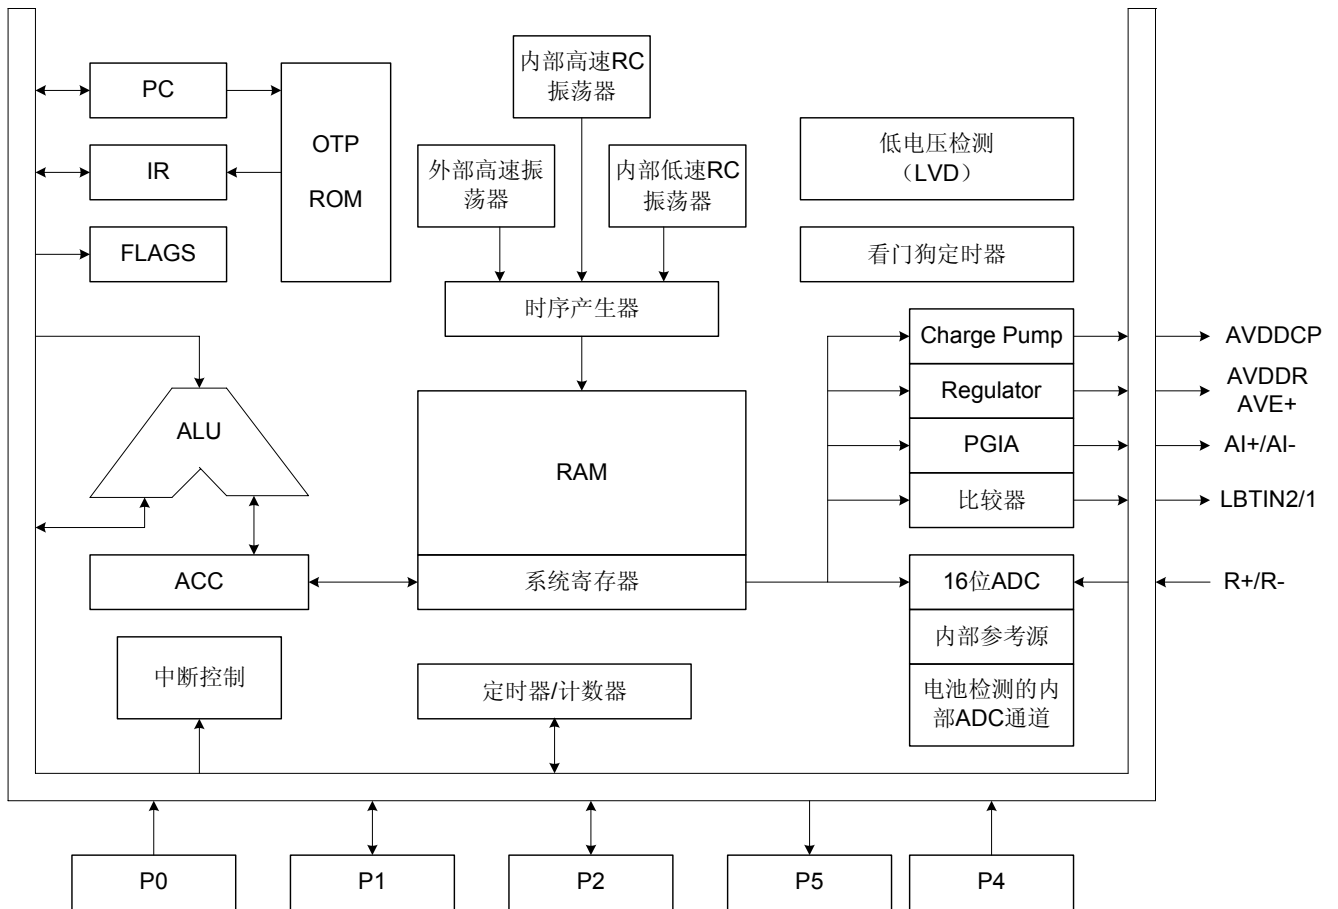 PC
IR
FLAGS
OTP
ROM
内部高速RC
振荡器
外部高速振
荡器
内部低速RC
振荡器
时序产生器
低电压检测
（LVD）
看门狗定时器
Charge Pump
Regulator
PGIA
比较器
AVDDCP
AVDDR
AVE+
AI+/AI-
LBTIN2/1
ALU
RAM
ACC
系统寄存器
16位ADC
R+/R-
内部参考源
电池检测的内
部ADC通道
中断控制
定时器/计数器
P0
P1
P2
P5
P4